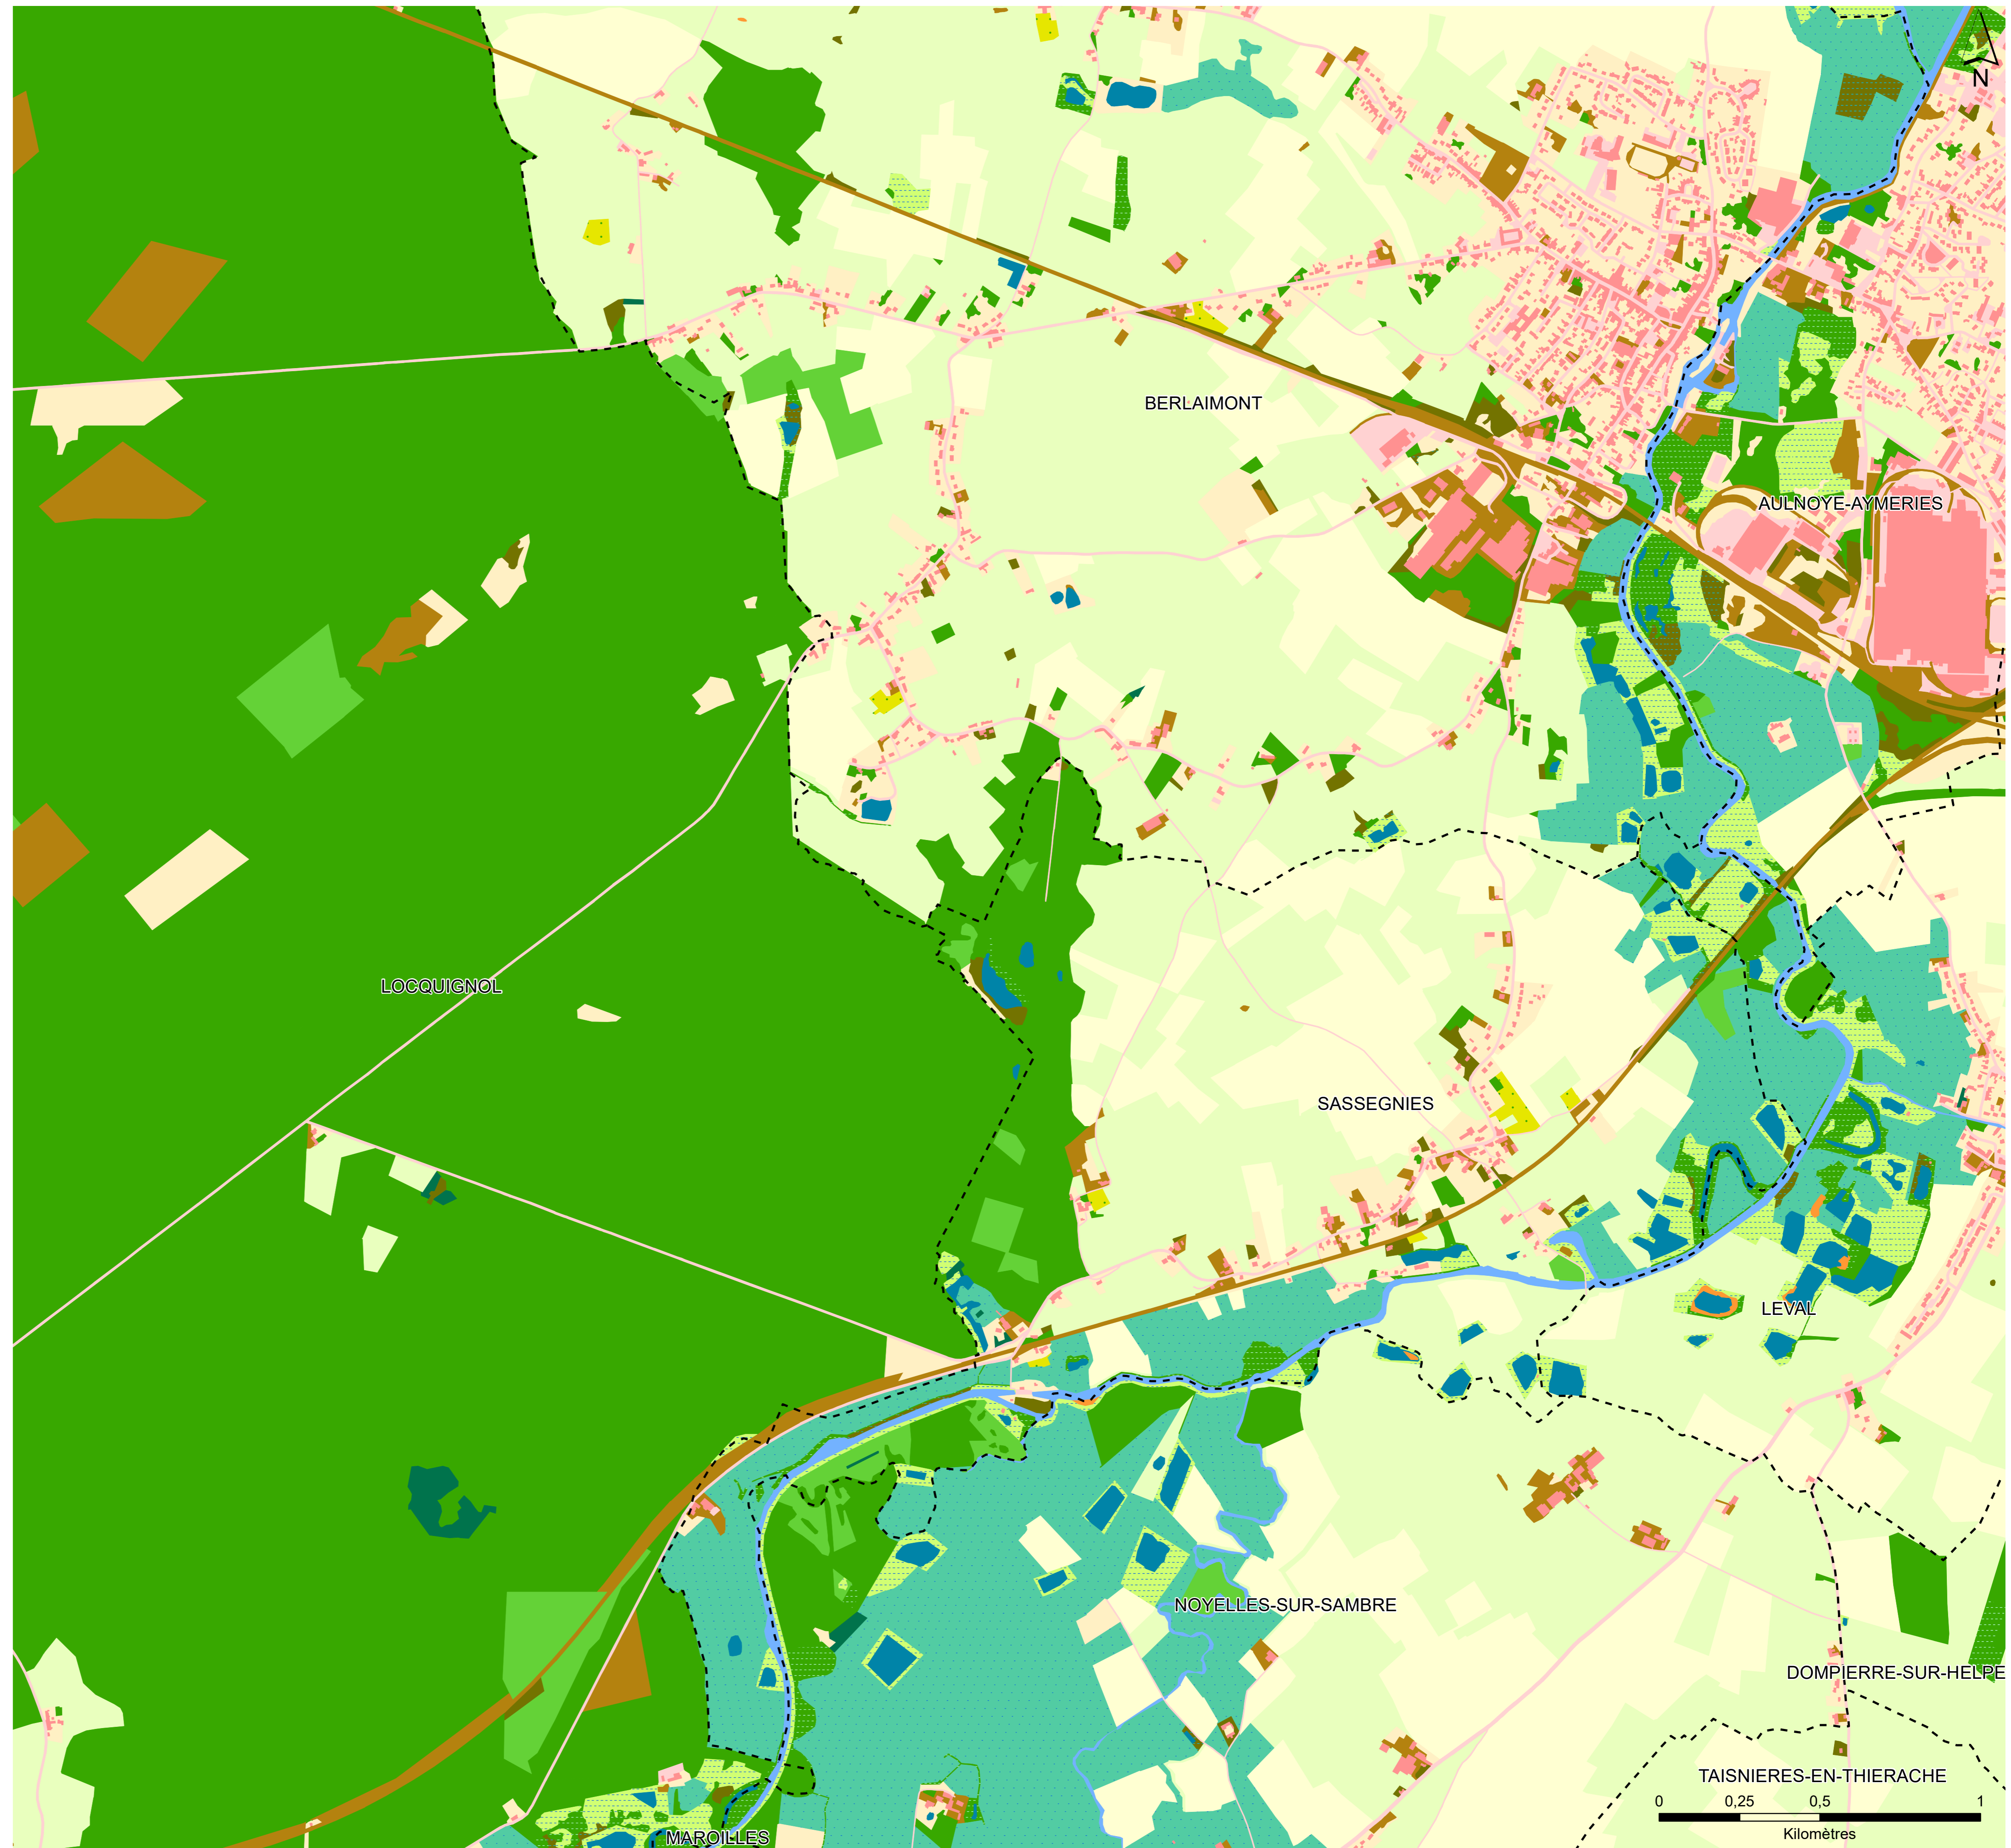 N
BERLAIMONT
AULNOYE-AYMERIES
LOCQUIGNOL
SASSEGNIES
LEVAL
NOYELLES-SUR-SAMBRE
DOMPIERRE-SUR-HELPE
TAISNIERES-EN-THIERACHE
0 0,25 0,5 1
Kilomètres
MAROILLES